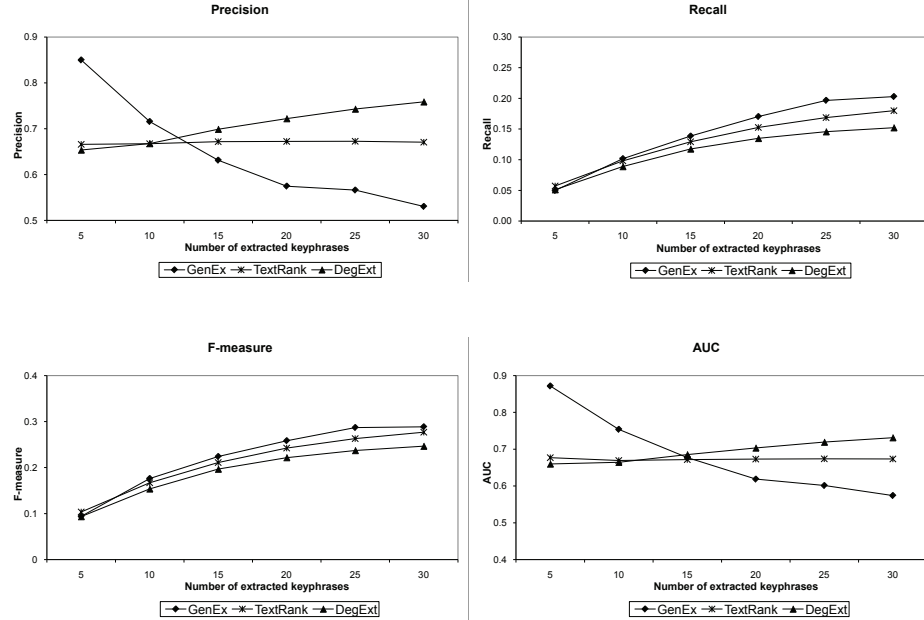 Precision
0.9
0.8
0.7
0.6
0.5
Precision
5 10 15 20 25 30
Number of extracted keyphrases
GenEx TextRank DegExt
Recall
0.30
0.25
0.20
0.15
0.10
0.05
0.00
Recall
5 10 15 20 25 30
Number of extracted keyphrases
GenEx TextRank DegExt
F-measure
0.4
0.3
0.2
0.1
0
F-measure
5 10 15 20 25 30
Number of extracted keyphrases
GenEx TextRank DegExt
AUC
0.9
0.8
0.7
0.6
0.5
0.4
AUC
5 10 15 20 25 30
Number of extracted keyphrases
GenEx TextRank DegExt